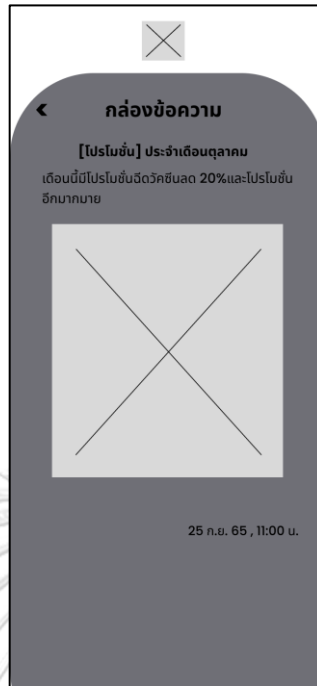 กล่องข้อความ
[โปรโมชั่น] ประจำเดือนตุลาคม
เดือนนี้มีโปรโมชั่นฉีดวัคซีนลด 20%และโปรโมชั่น
อีกมากมาย
25 ก.ย. 65 , 11:00 น.